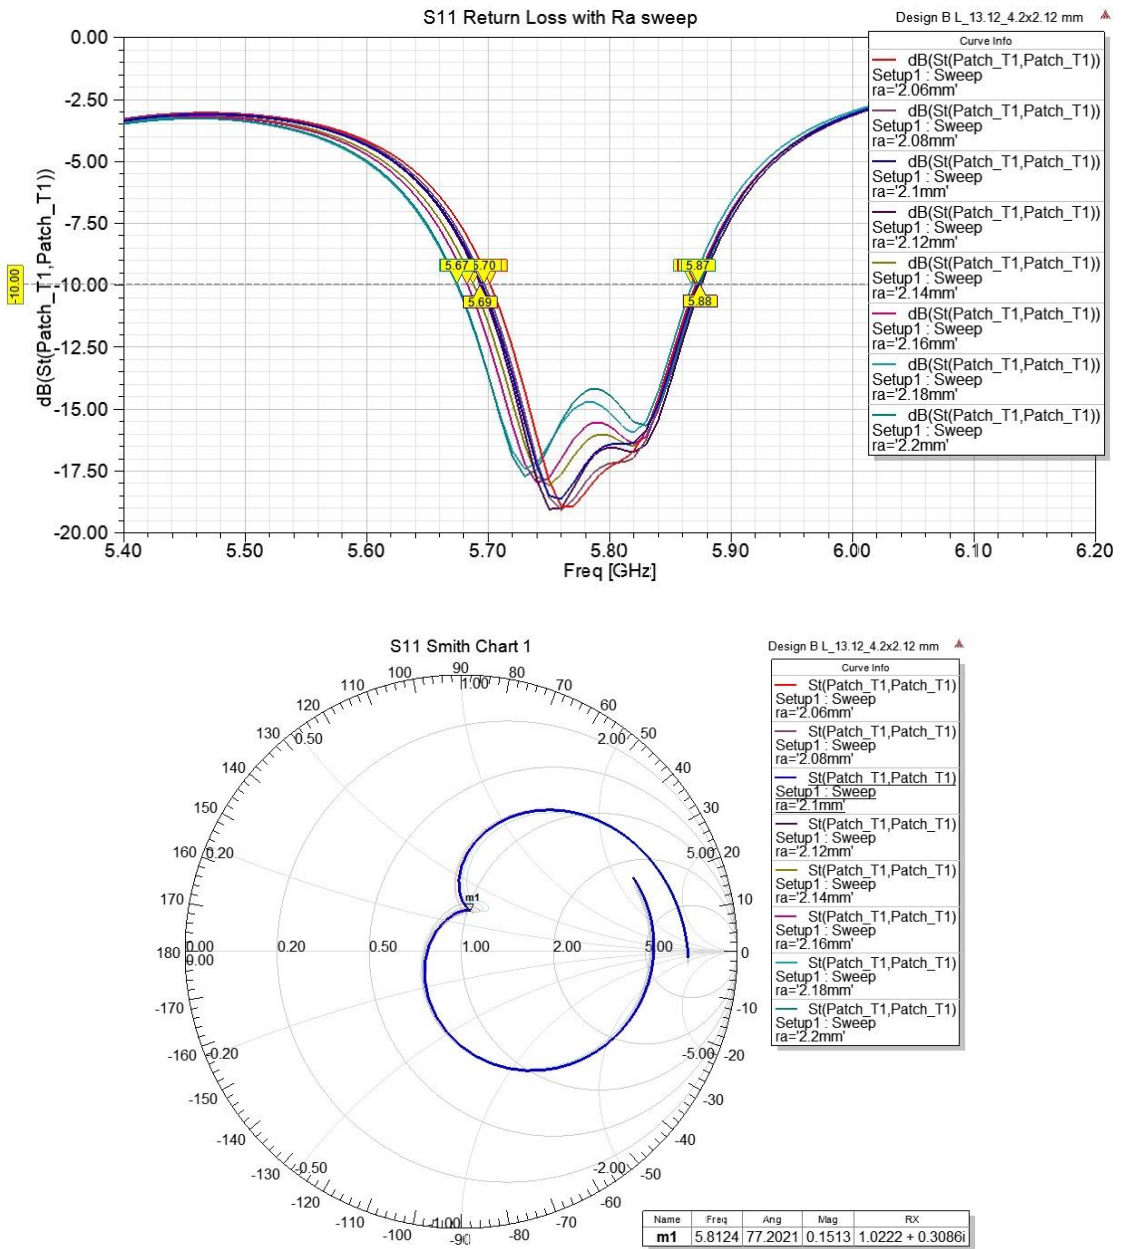 S11 Return Loss with Ra sweep
Design B L_13.12_4.2x2.12 mm
Curve Info
dB(St(Patch_T1,Patch_T1))
Setup1 : Sweep
ra='2.06mm'
dB(St(Patch_T1,Patch_T1))
Setup1 : Sweep
ra='2.08mm'
dB(St(Patch_T1,Patch_T1))
Setup1 : Sweep
ra='2.1mm'
dB(St(Patch_T1,Patch_T1))
Setup1 : Sweep
ra='2.12mm'
dB(St(Patch_T1,Patch_T1))
Setup1 : Sweep
ra='2.14mm'
dB(St(Patch_T1,Patch_T1))
Setup1 : Sweep
ra='2.16mm'
dB(St(Patch_T1,Patch_T1))
Setup1 : Sweep
ra='2.18mm'
dB(St(Patch_T1,Patch_T1))
Setup1 : Sweep
ra='2.2mm'
0.00
-2.50
-5.00
-7.50
-10.00
-12.50
-15.00
-17.50
-20.00
dB(St(Patch_T1,Patch_T1))
-10.00
5.67 5.70
5.69
5.87
5.88
5.40 5.50 5.60 5.70 5.80 5.90 6.00 6.10 6.20
Freq [GHz]
S11 Smith Chart 1
Design B L_13.12_4.2x2.12 mm
Curve Info
St(Patch_T1,Patch_T1)
Setup1 : Sweep
ra='2.06mm'
St(Patch_T1,Patch_T1)
Setup1 : Sweep
ra='2.08mm'
St(Patch_T1,Patch_T1)
Setup1 : Sweep
ra='2.1mm'
St(Patch_T1,Patch_T1)
Setup1 : Sweep
ra='2.12mm'
St(Patch_T1,Patch_T1)
Setup1 : Sweep
ra='2.14mm'
St(Patch_T1,Patch_T1)
Setup1 : Sweep
ra='2.16mm'
St(Patch_T1,Patch_T1)
Setup1 : Sweep
ra='2.18mm'
St(Patch_T1,Patch_T1)
Setup1 : Sweep
ra='2.2mm'
100 90 80
110 1.00 70
120 60
130 0.50 2.00 50
140 40
150 30
160 0.20 5.00 20
170 10
m1
180 0.00 0.20 0.50 1.00 2.00 5.00 0
0.00
-170 -10
-160 -0.20 -5.00 -20
-150 -30
-140 -40
-130 -0.50 -2.00 -50
-120 -60
-110 -1.00 -70
-100 -90 -80
Name Freq Ang Mag RX
m1 5.8124 77.2021 0.1513 1.0222 + 0.3086i